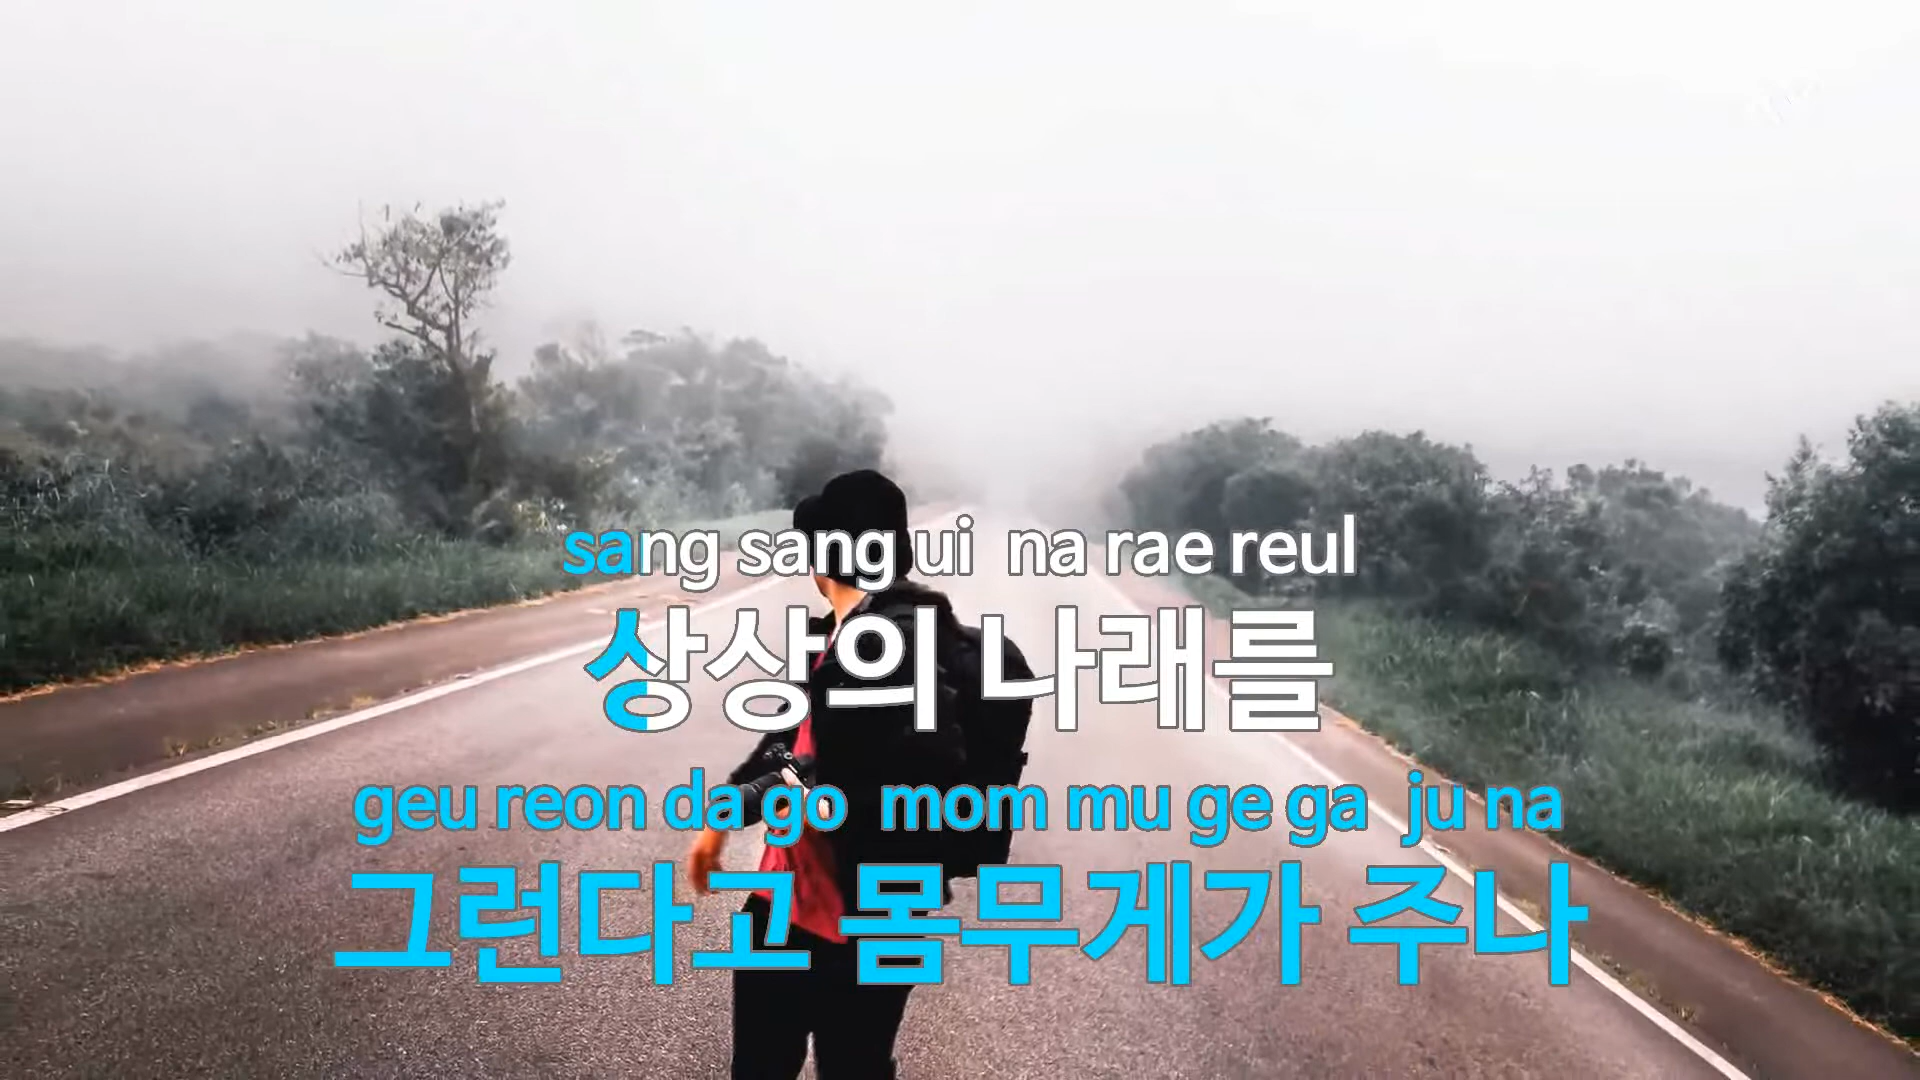 sang sang ui na rae reul
상상의 나래를
geu reon da go mom mu ge ga ju na
그런다고 몸무게가 주나